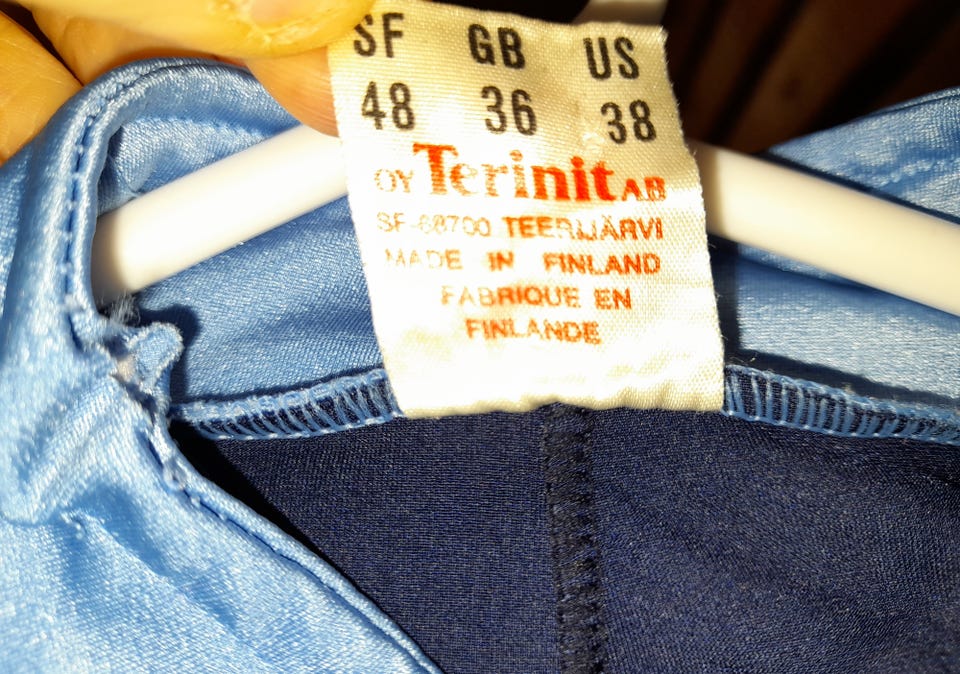 SF GB US
48 36 38
OY Terinit AB
SF-68700 TEERIJÄRVI
MADE IN FINLAND
FABRIQUE EN
FINLANDE